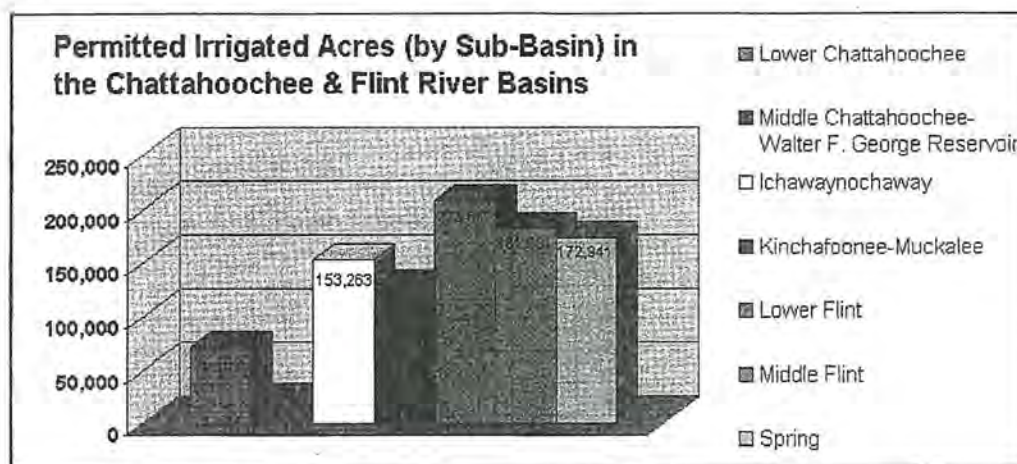 Permitted Irrigated Acres (by Sub-Basin) in
the Chattahoochee & Flint River Basins
250,000
200,000
150,000
100,000
50,000
0
153,263
172,941
Lower Chattahoochee
Middle Chattahoochee-
Walter F. George Reservoir
Ichawaynochaway
Kinchafoonee-Muckalee
Lower Flint
Middle Flint
Spring